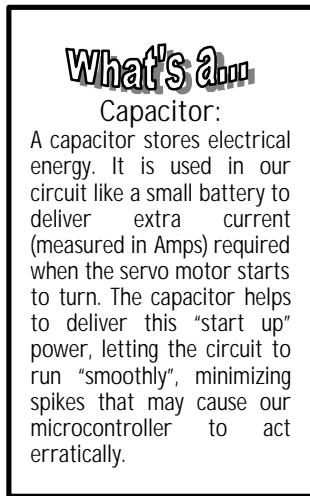 What's a...
Capacitor:
A capacitor stores electrical
energy. It is used in our
circuit like a small battery to
deliver extra current
(measured in Amps) required
when the servo motor starts
to turn. The capacitor helps
to deliver this “start up”
power, letting the circuit to
run “smoothly”, minimizing
spikes that may cause our
microcontroller to act
erratically.